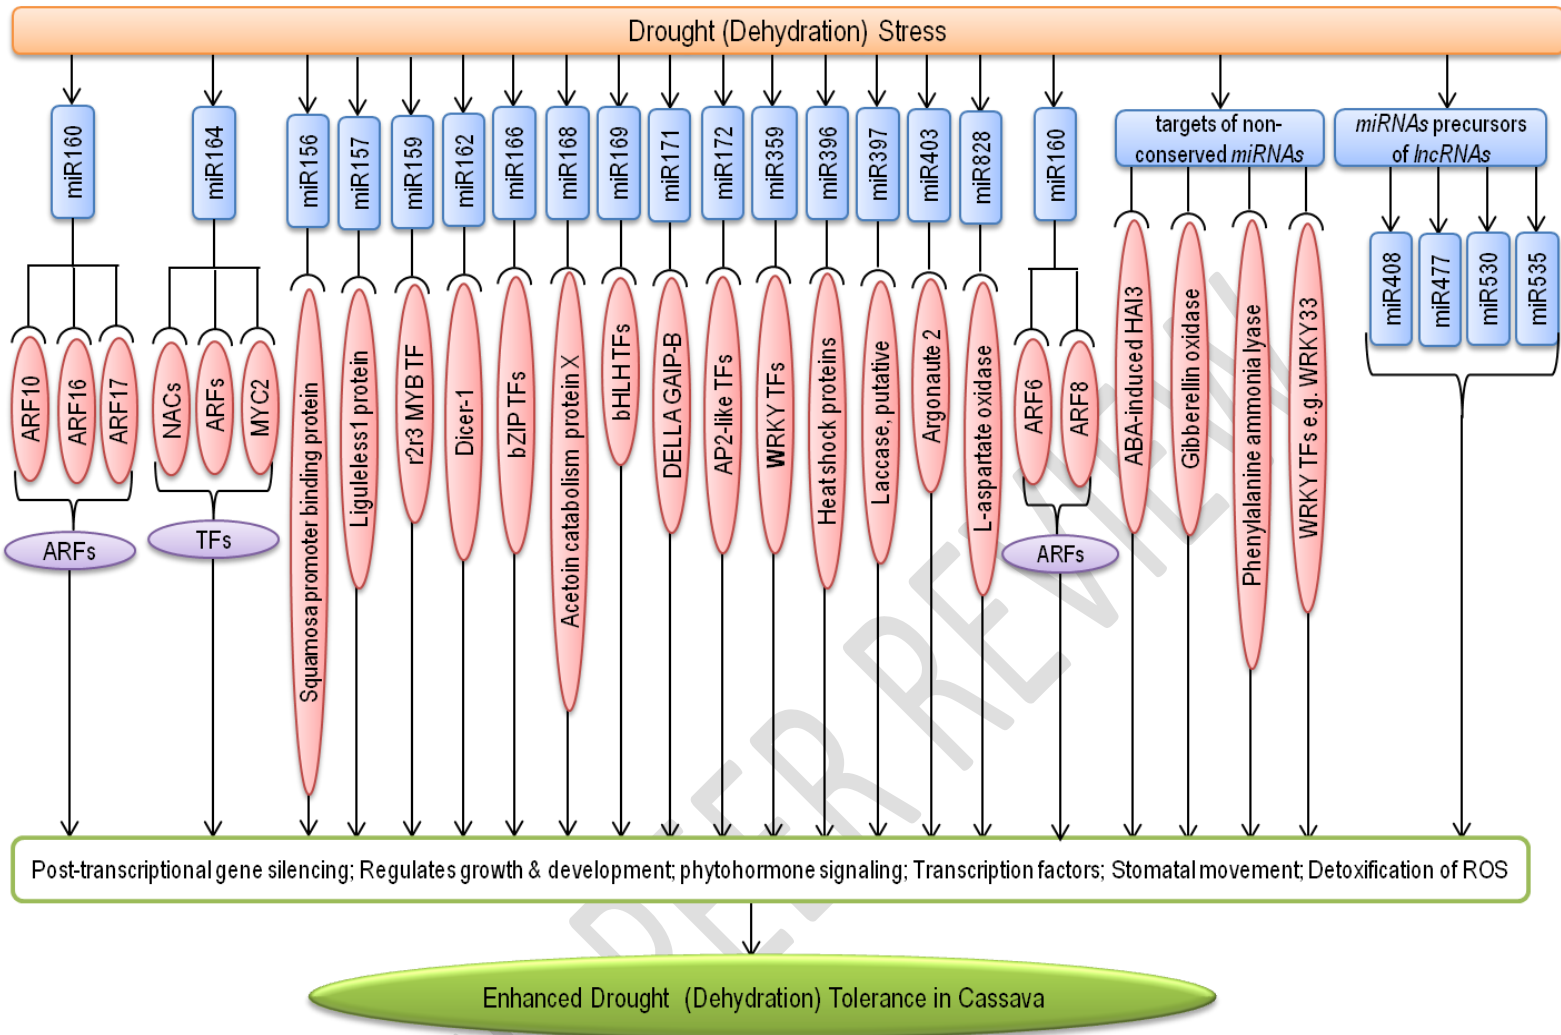 Drought (Dehydration) Stress
miR160
miR164
miR156
miR157
miR159
miR162
miR166
miR168
miR169
miR171
miR172
miR359
miR396
miR397
miR403
miR828
miR160
targets of non-
conserved miRNAs
miRNAs precursors
of lncRNAs
miR408
miR477
miR530
miR535
ARF10
ARF16
ARF17
NACs
ARFs
MYC2
Squamosa promoter binding protein
Liguleless1 protein
r2r3 MYB TF
Dicer-1
bZIP TFs
Acetoin catabolism protein X
bHLH TFs
DELLA GAIP-B
AP2-like TFs
WRKY TFs
Heat shock proteins
Laccase, putative
Argonaute 2
L-aspartate oxidase
ARF6
ARF8
ABA-induced HAI3
Gibberellin oxidase
Phenylalanine ammonia lyase
WRKY TFs e.g. WRKY33
ARFs
TFs
ARFs
Post-transcriptional gene silencing; Regulates growth & development; phytohormone signaling; Transcription factors; Stomatal movement; Detoxification of ROS
Enhanced Drought (Dehydration) Tolerance in Cassava
PEER REVIEW